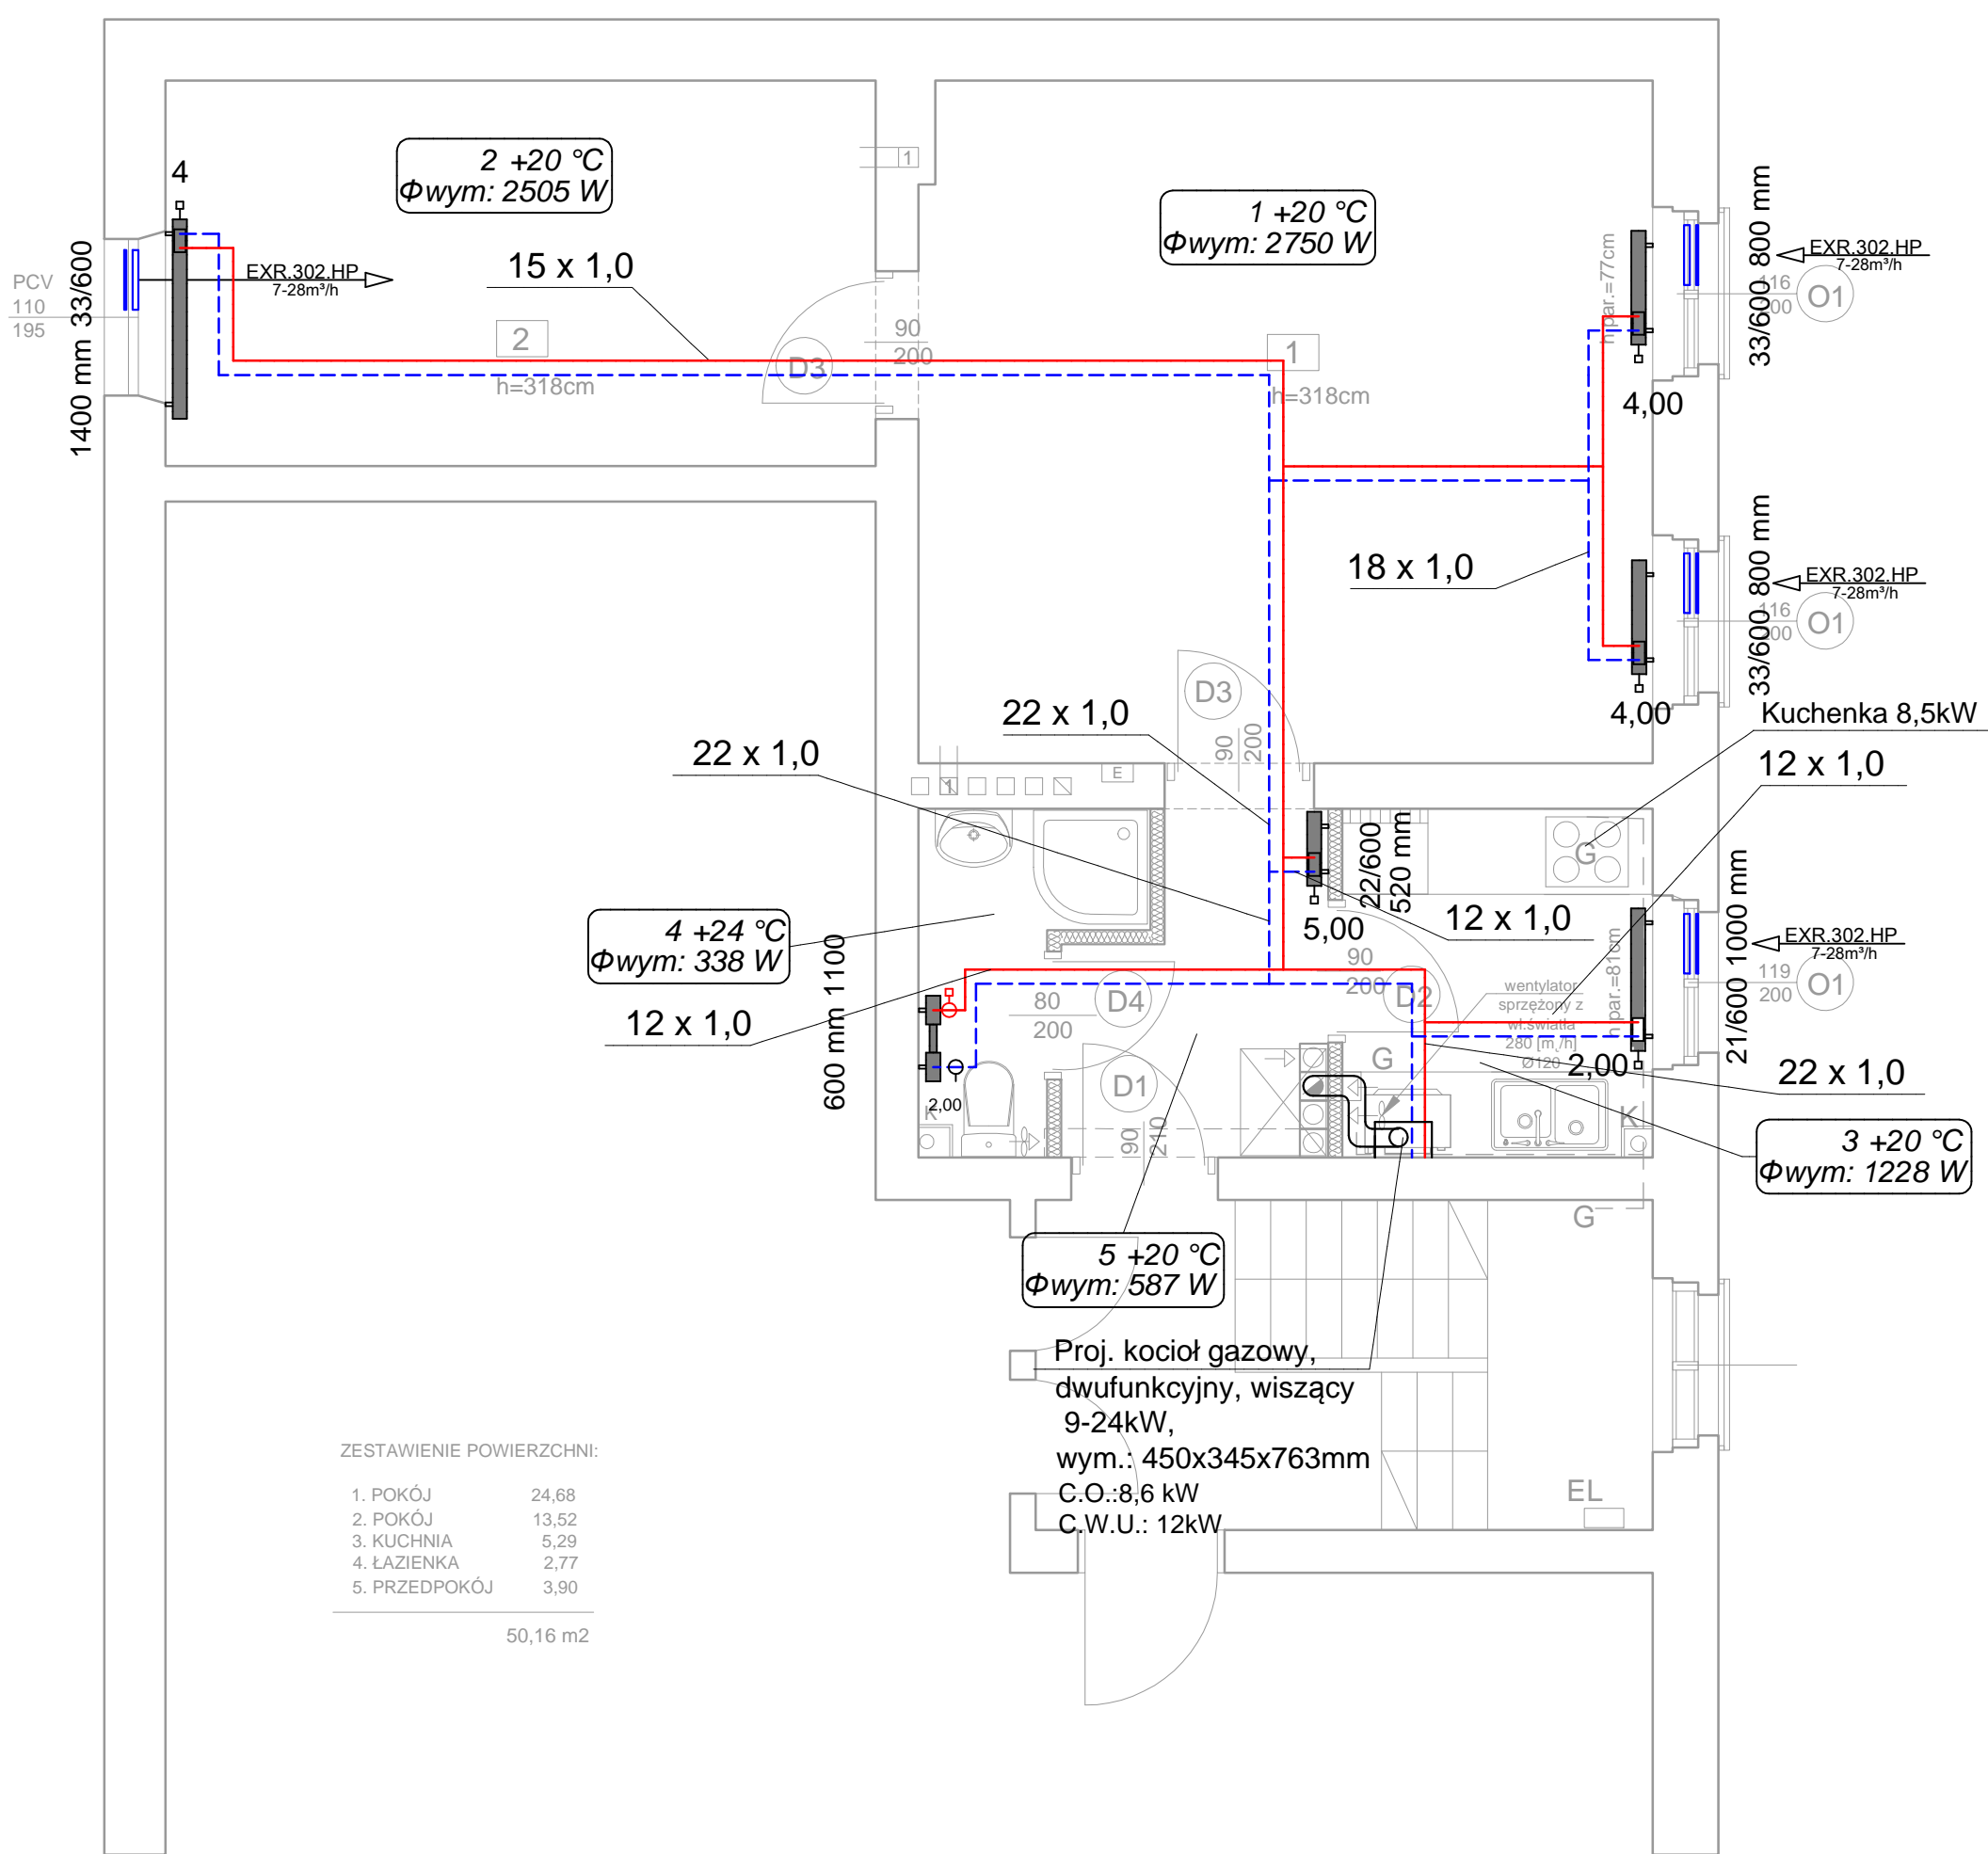 2 +20 °C
Φwym: 2505 W
4
1400 mm 33/600
PCV
110
195
EXR.302.HP
7-28m³/h
15 x 1,0
2
h=318cm
D3
90
200
1
1 +20 °C
Φwym: 2750 W
1
h=318cm
h par.=77cm
33/600 800 mm
EXR.302.HP
7-28m³/h
O1
4,00
18 x 1,0
33/600 800 mm
EXR.302.HP
7-28m³/h
O1
4,00
D3
90
200
22 x 1,0
22 x 1,0
Kuchenka 8,5kW
12 x 1,0
E
1
G
22/600
520 mm
5,00
12 x 1,0
4 +24 °C
Φwym: 338 W
600 mm 1100
12 x 1,0
80
200
D4
90
200
D2
wentylator
sprzężony z
wł.światła
280 [m,/h]
Ø120
h par.=81cm
21/600 1000 mm
EXR.302.HP
7-28m³/h
119
200
O1
2,00
22 x 1,0
2,00
K
D1
90
210
G
K
3 +20 °C
Φwym: 1228 W
G
5 +20 °C
Φwym: 587 W
Proj. kocioł gazowy,
dwufunkcyjny, wiszący
9-24kW,
wym.: 450x345x763mm
C.O.:8,6 kW
C.W.U.: 12kW
EL
ZESTAWIENIE POWIERZCHNI:
1. POKÓJ 24,68
2. POKÓJ 13,52
3. KUCHNIA 5,29
4. ŁAZIENKA 2,77
5. PRZEDPOKÓJ 3,90
50,16 m2